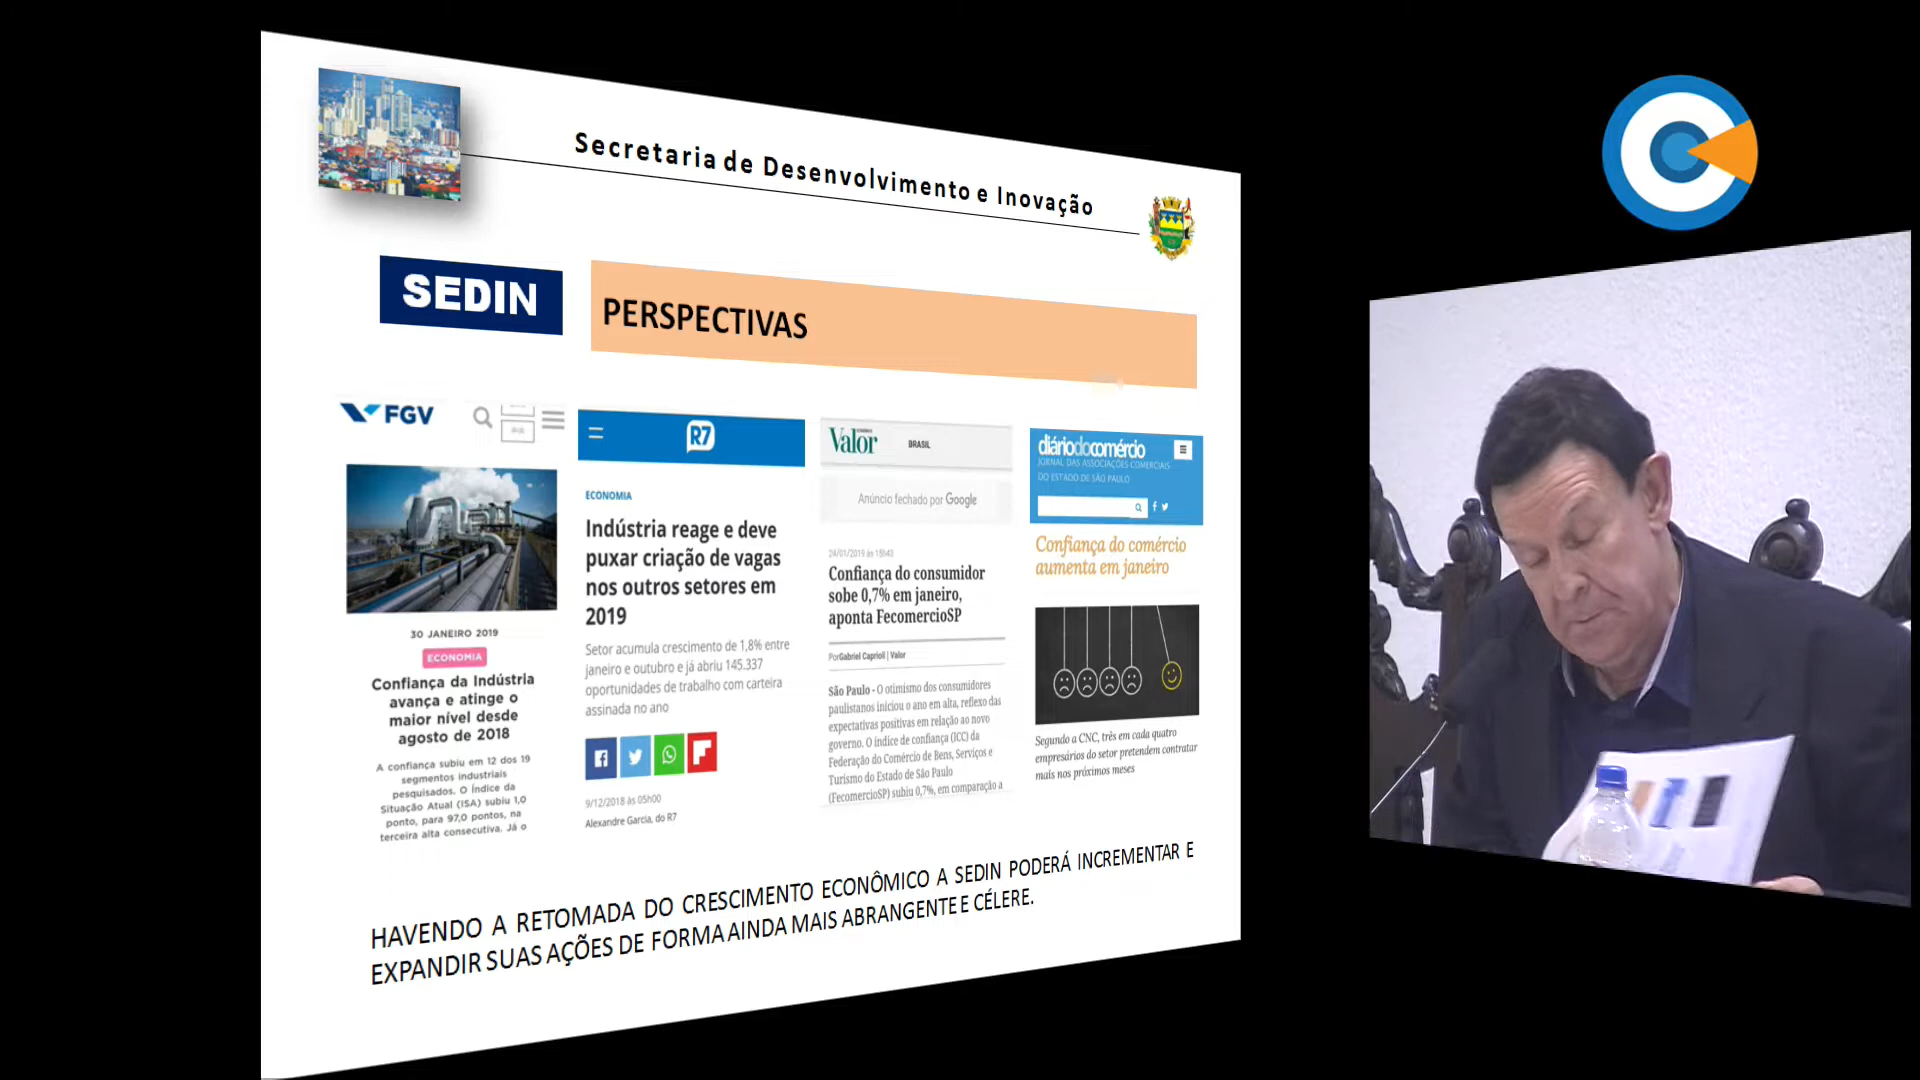 Secretaria de Desenvolvimento e Inovação
SEDIN
PERSPECTIVAS
FGV
30 JANEIRO 2019
ECONOMIA
Confiança da Indústria
avança e atinge o
maior nível desde
agosto de 2018
A confiança subiu em 12 dos 19
segmentos industriais
pesquisados. O Índice da
Situação Atual (ISA) subiu 1,0
ponto, para 97,0 pontos, na
terceira alta consecutiva. Já o
R7
ECONOMIA
Indústria reage e deve
puxar criação de vagas
nos outros setores em
2019
Setor acumula crescimento de 1,8% entre
janeiro e outubro e já abriu 145.337
oportunidades de trabalho com carteira
assinada no ano
9/12/2018 às 05h00
Alexandre Garcia, do R7
Valor
BRASIL
Anúncio fechado por Google
24/01/2019 às 15h43
Confiança do consumidor
sobe 0,7% em janeiro,
aponta FecomercioSP
Por Gabriel Caprioli | Valor
São Paulo - O otimismo dos consumidores
paulistanos iniciou o ano em alta, reflexo das
expectativas positivas em relação ao novo
governo. O índice de confiança (ICC) da
Federação do Comércio de Bens, Serviços e
Turismo do Estado de São Paulo
(FecomercioSP) subiu 0,7%, em comparação a
diáriodocomércio
JORNAL DAS ASSOCIAÇÕES COMERCIAIS
DO ESTADO DE SÃO PAULO
Confiança do comércio
aumenta em janeiro
Segundo a CNC, três em cada quatro
empresários do setor pretendem contratar
mais nos próximos meses
HAVENDO A RETOMADA DO CRESCIMENTO ECONÔMICO A SEDIN PODERÁ INCREMENTAR E
EXPANDIR SUAS AÇÕES DE FORMA AINDA MAIS ABRANGENTE E CÉLERE.